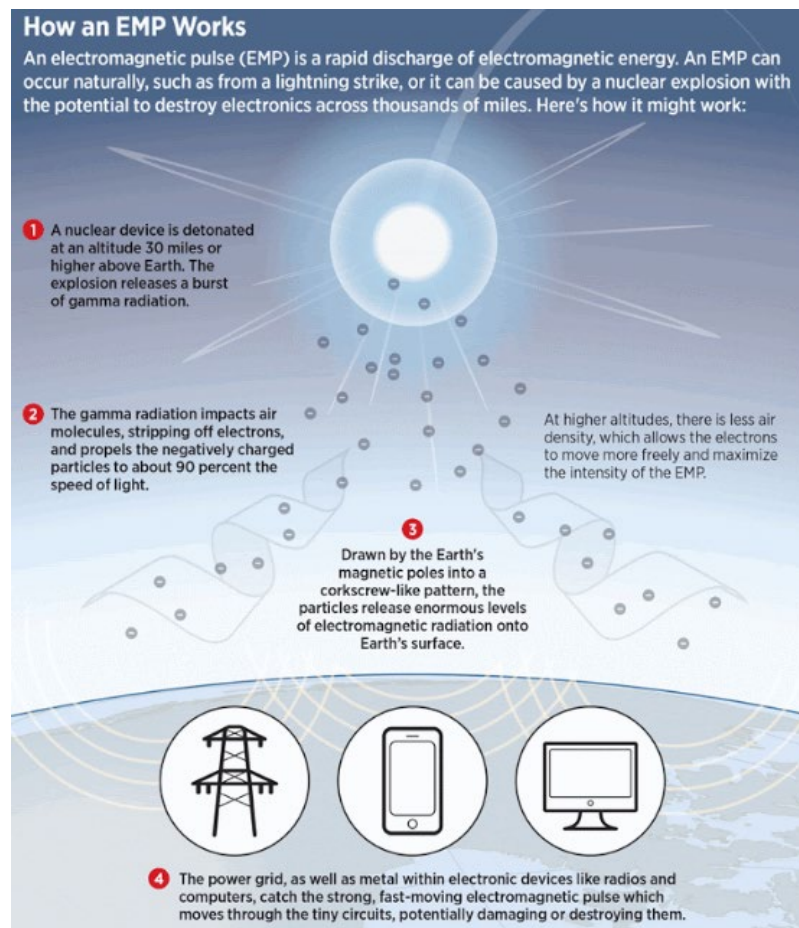 How an EMP Works
An electromagnetic pulse (EMP) is a rapid discharge of electromagnetic energy. An EMP can
occur naturally, such as from a lightning strike, or it can be caused by a nuclear explosion with
the potential to destroy electronics across thousands of miles. Here's how it might work:
1 A nuclear device is detonated
at an altitude 30 miles or
higher above Earth. The
explosion releases a burst
of gamma radiation.
2 The gamma radiation impacts air
molecules, stripping off electrons,
and propels the negatively charged
particles to about 90 percent the
speed of light.
At higher altitudes, there is less air
density, which allows the electrons
to move more freely and maximize
the intensity of the EMP.
3
Drawn by the Earth's
magnetic poles into a
corkscrew-like pattern, the
particles release enormous levels
of electromagnetic radiation onto
Earth's surface.
4 The power grid, as well as metal within electronic devices like radios and
computers, catch the strong, fast-moving electromagnetic pulse which
moves through the tiny circuits, potentially damaging or destroying them.